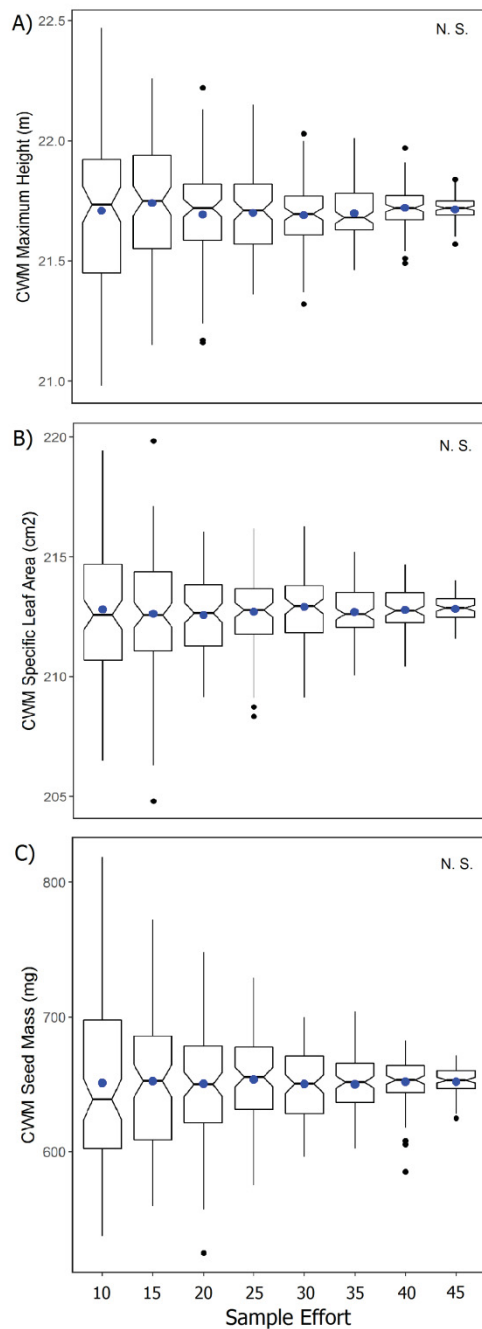 A)
N. S.
CWM Maximum Height (m)
22.5
22.0
21.5
21.0
B)
N. S.
CWM Specific Leaf Area (cm2)
220
215
210
205
C)
N. S.
CWM Seed Mass (mg)
800
700
600
10 15 20 25 30 35 40 45
Sample Effort